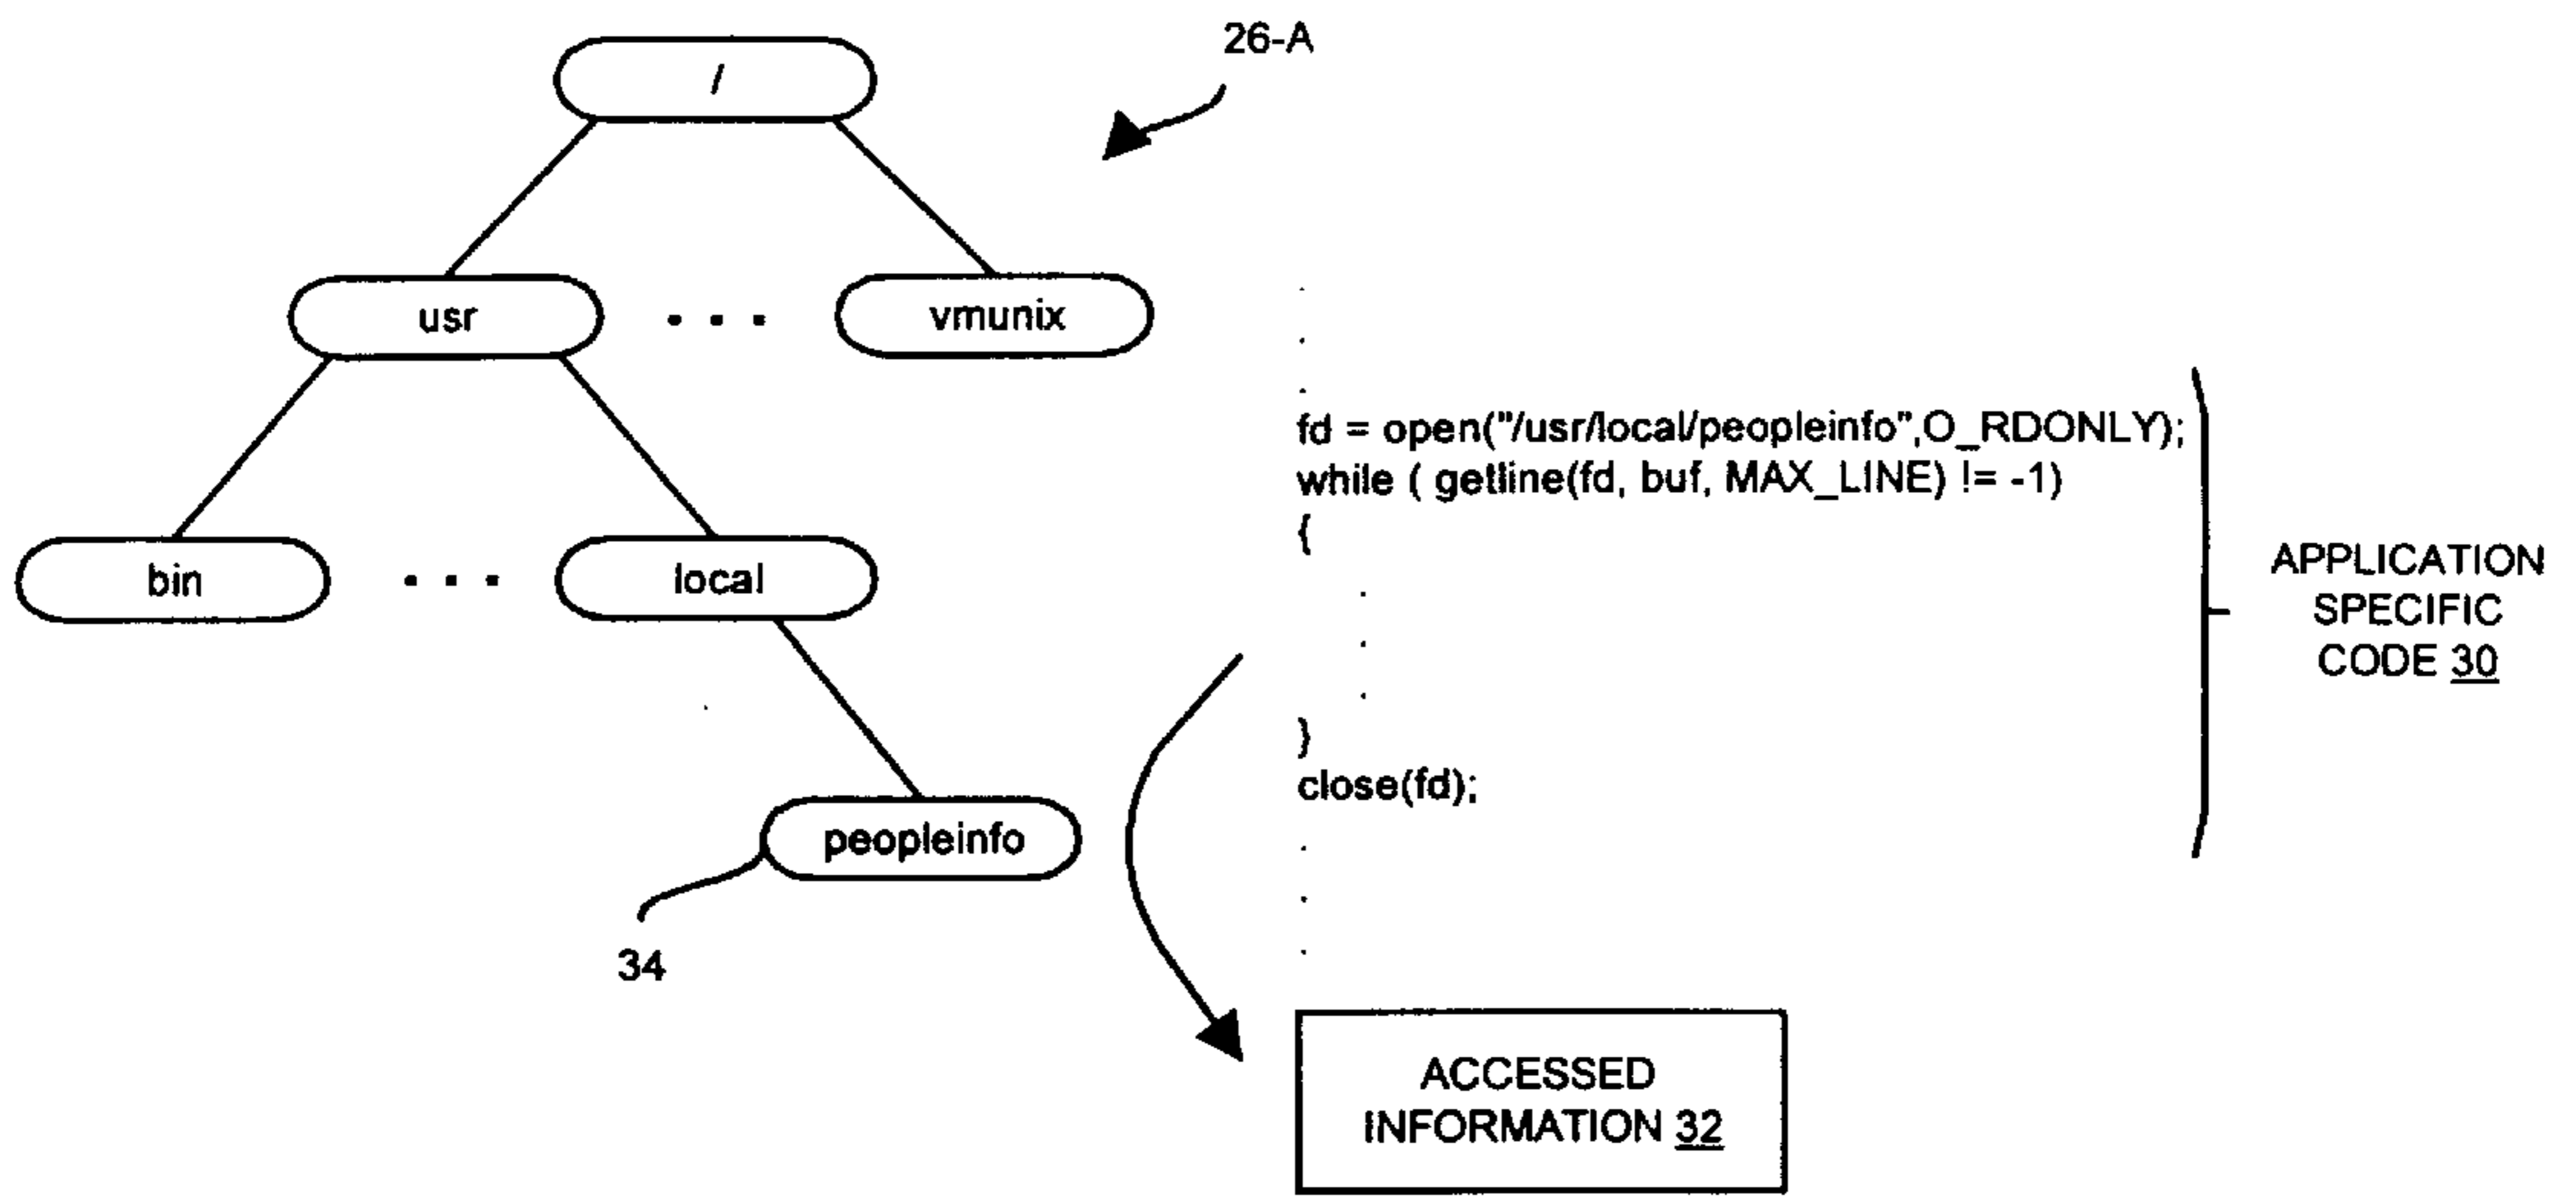 26-A
/
usr
. . .
vmunix
bin
. . .
local
peopleinfo
34
.
.
.
fd = open("/usr/local/peopleinfo",O_RDONLY);
while ( getline(fd, buf, MAX_LINE) != -1)
{
.
.
.
}
close(fd);
.
.
.
APPLICATION
SPECIFIC
CODE 30
ACCESSED
INFORMATION 32